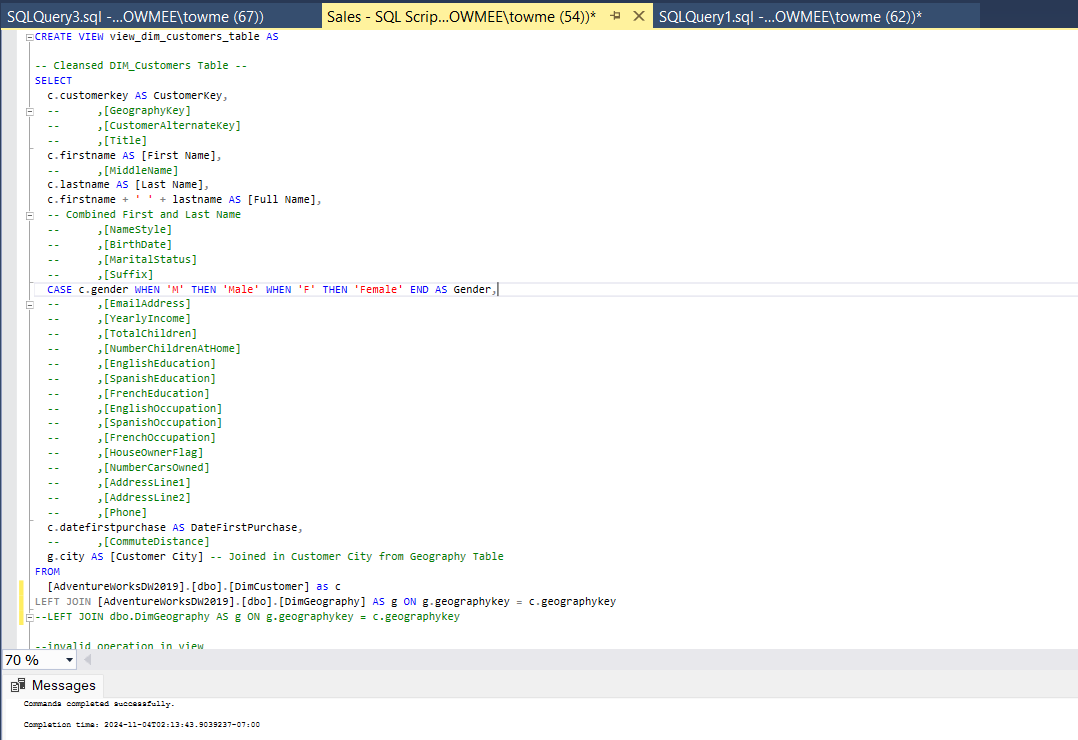 SQLQuery3.sql -...OWMEE\towme (67))
Sales - SQL Scrip...OWMEE\towme (54))*
SQLQuery1.sql -...OWMEE\towme (62))*
CREATE VIEW view_dim_customers_table AS
-- Cleansed DIM_Customers Table --
SELECT
c.customerkey AS CustomerKey,
-- ,[GeographyKey]
-- ,[CustomerAlternateKey]
-- ,[Title]
c.firstname AS [First Name],
-- ,[MiddleName]
c.lastname AS [Last Name],
c.firstname + ' ' + lastname AS [Full Name],
-- Combined First and Last Name
-- ,[NameStyle]
-- ,[BirthDate]
-- ,[MaritalStatus]
-- ,[Suffix]
CASE c.gender WHEN 'M' THEN 'Male' WHEN 'F' THEN 'Female' END AS Gender,
-- ,[EmailAddress]
-- ,[YearlyIncome]
-- ,[TotalChildren]
-- ,[NumberChildrenAtHome]
-- ,[EnglishEducation]
-- ,[SpanishEducation]
-- ,[FrenchEducation]
-- ,[EnglishOccupation]
-- ,[SpanishOccupation]
-- ,[FrenchOccupation]
-- ,[HouseOwnerFlag]
-- ,[NumberCarsOwned]
-- ,[AddressLine1]
-- ,[AddressLine2]
-- ,[Phone]
c.datefirstpurchase AS DateFirstPurchase,
-- ,[CommuteDistance]
g.city AS [Customer City] -- Joined in Customer City from Geography Table
FROM
[AdventureWorksDW2019].[dbo].[DimCustomer] as c
LEFT JOIN [AdventureWorksDW2019].[dbo].[DimGeography] AS g ON g.geographykey = c.geographykey
--LEFT JOIN dbo.DimGeography AS g ON g.geographykey = c.geographykey
--invalid operation in view
70 %
Messages
Commands completed successfully.
Completion time: 2024-11-04T02:13:43.9039237-07:00